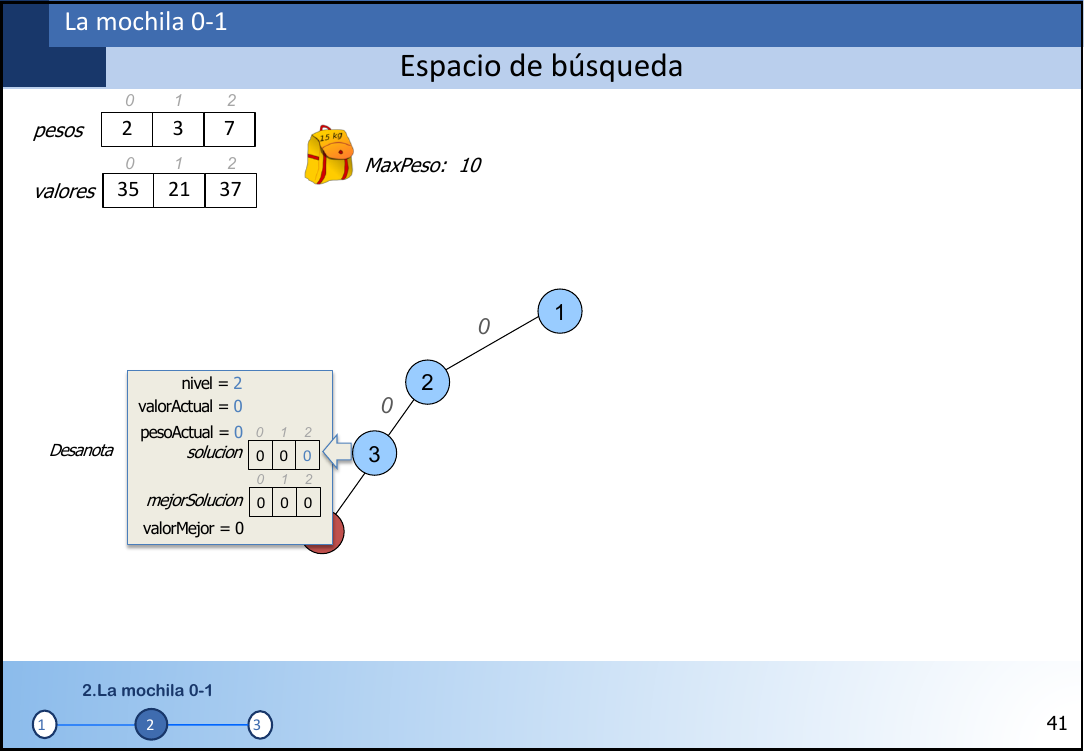 La mochila 0-1
Espacio de búsqueda
0 1 2
pesos 2 3 7
0 1 2
valores 35 21 37
15 kg
MaxPeso: 10
1
0
2
0
3
nivel = 2
valorActual = 0
pesoActual = 0 0 1 2
Desanota
solucion 0 0 0
0 1 2
mejorSolucion 0 0 0
valorMejor = 0
2.La mochila 0-1
1 2 3
41